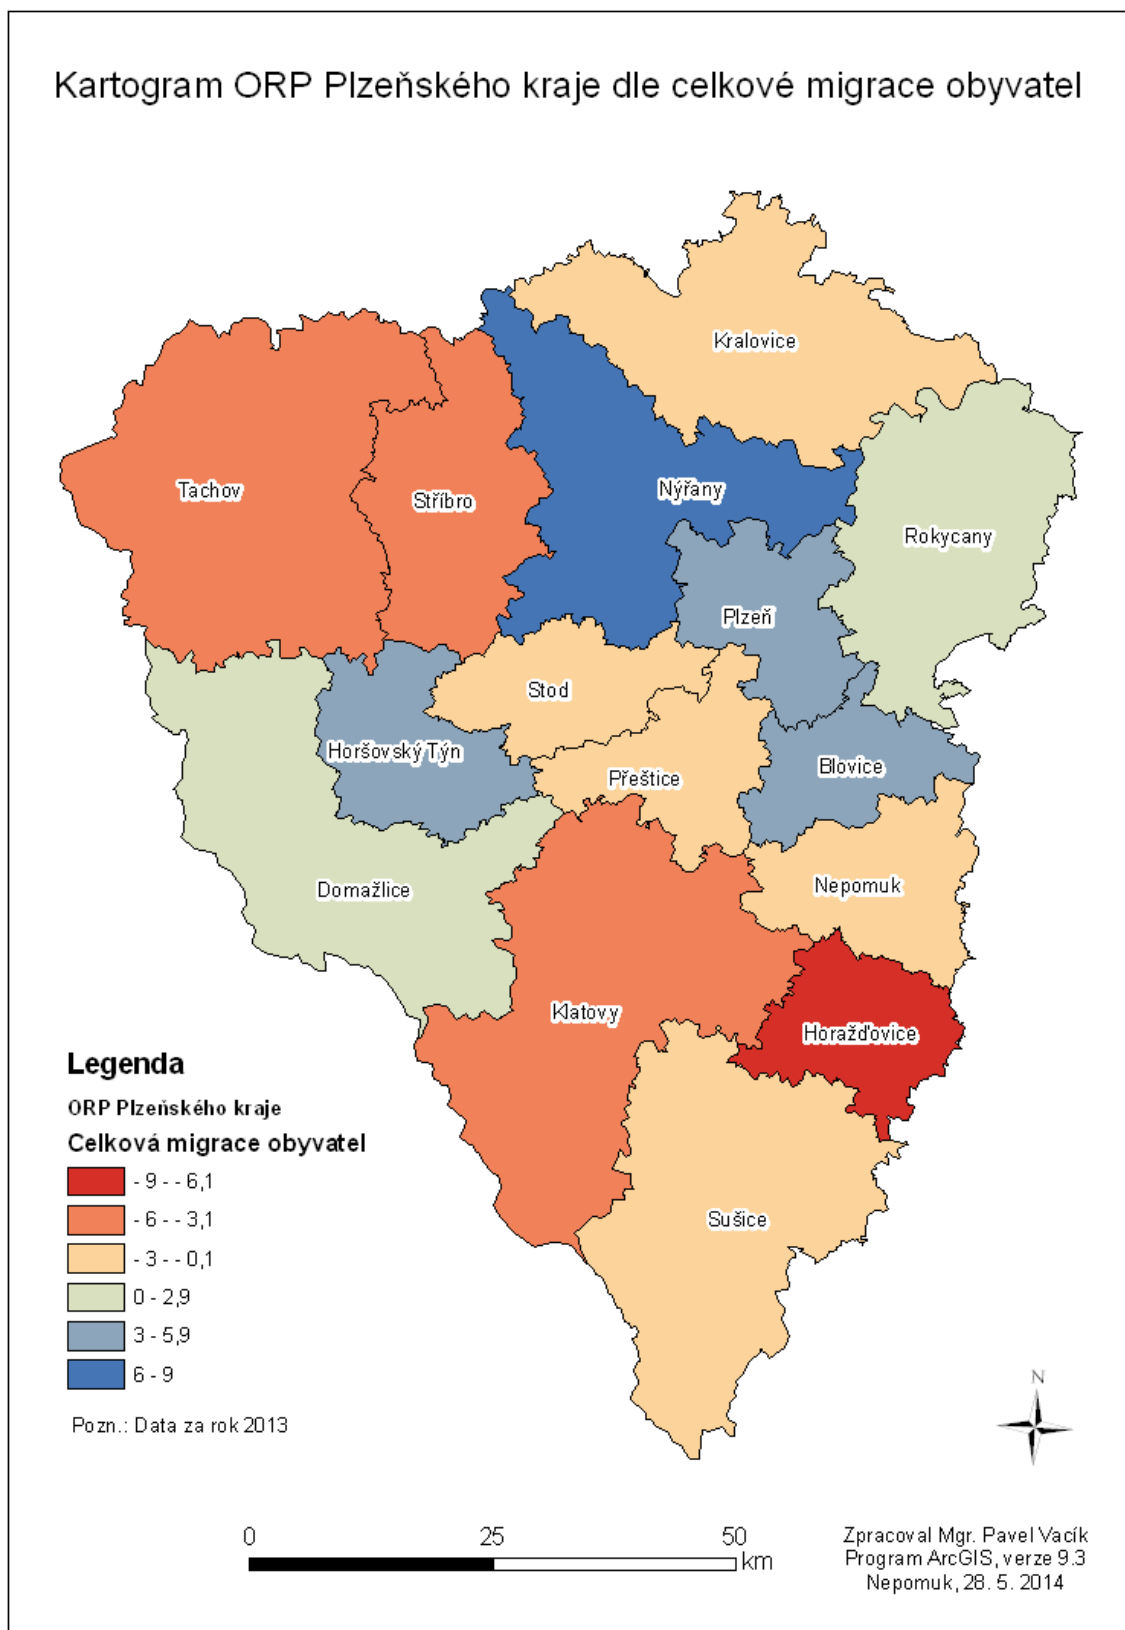 Kartogram ORP Plzeňského kraje dle celkové migrace obyvatel
Kralovice
Tachov
Stříbro
Nýřany
Rokycany
Plzeň
Stod
Horšovský Týn
Přeštice
Blovice
Domažlice
Nepomuk
Klatovy
Horažďovice
Sušice
Legenda
ORP Plzeňského kraje
Celková migrace obyvatel
- 9 - - 6,1
- 6 - - 3,1
- 3 - - 0,1
0 - 2,9
3 - 5,9
6 - 9
Pozn.: Data za rok 2013
N
0 25 50
km
Zpracoval Mgr. Pavel Vacík
Program ArcGIS, verze 9.3
Nepomuk, 28. 5. 2014